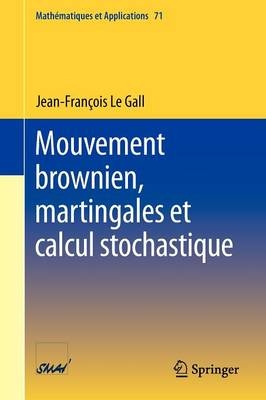 Mathématiques et Applications 71
Jean-François Le Gall
Mouvement
brownien,
martingales et
calcul stochastique
SMAI
Springer